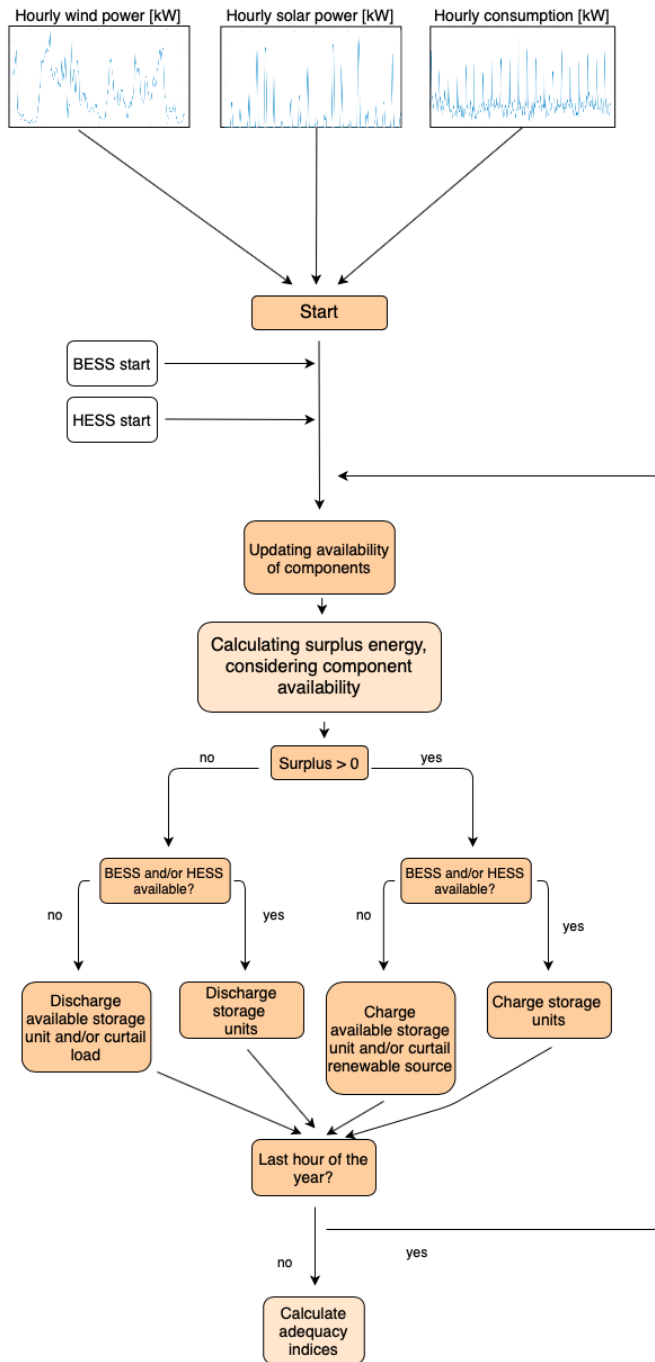 Hourly wind power [kW]
Hourly solar power [kW]
Hourly consumption [kW]
Start
BESS start
HESS start
Updating availability
of components
Calculating surplus energy,
considering component
availability
Surplus > 0
no
yes
BESS and/or HESS
available?
BESS and/or HESS
available?
no
yes
no
yes
Discharge
available storage
unit and/or curtail
load
Discharge
storage
units
Charge
available storage
unit and/or curtail
renewable source
Charge storage
units
Last hour of the
year?
no
yes
Calculate
adequacy
indices